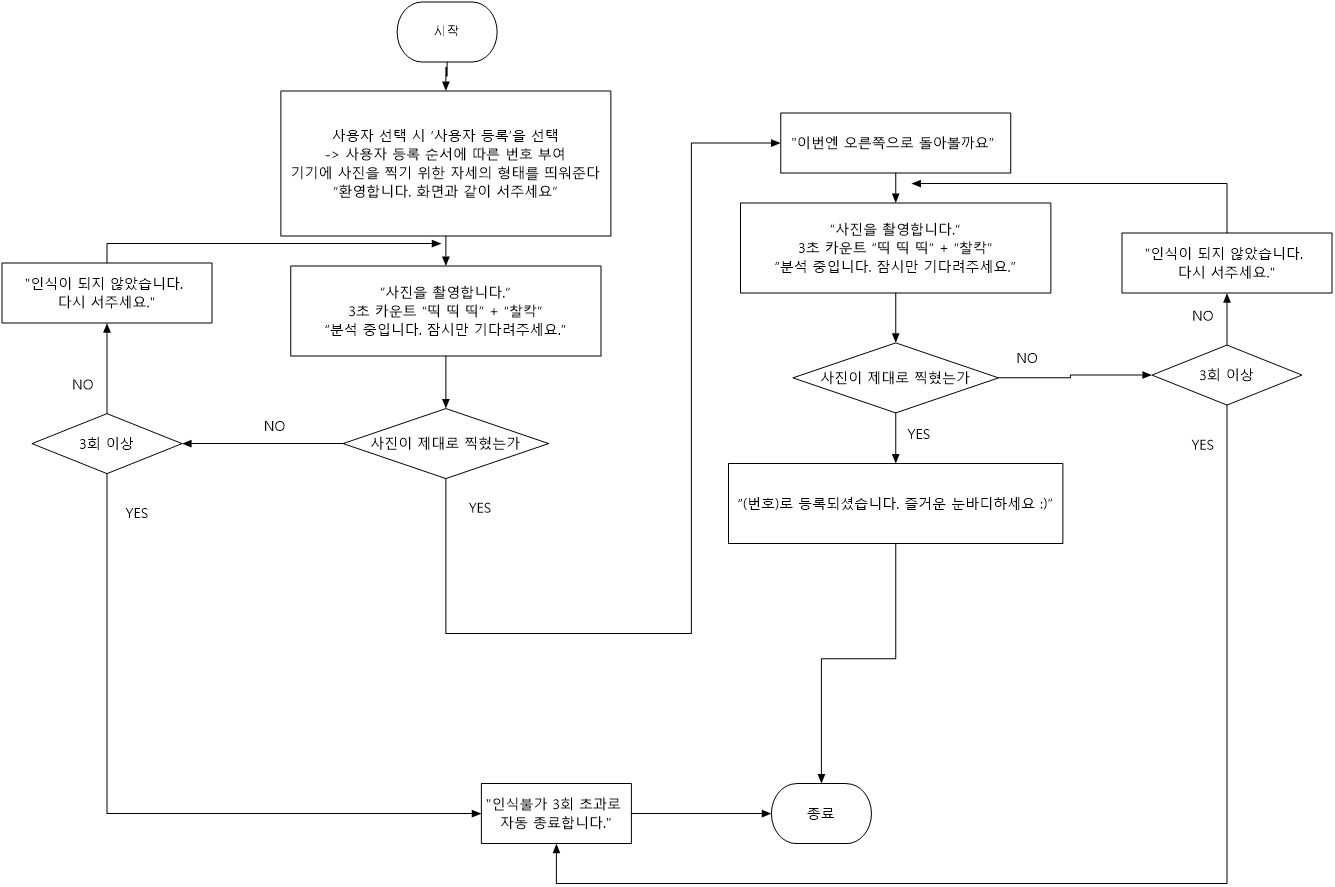 시작
사용자 선택 시 ‘사용자 등록’을 선택
-> 사용자 등록 순서에 따른 번호 부여
기기에 사진을 찍기 위한 자세의 형태를 띄워준다
“환영합니다. 화면과 같이 서주세요”
"인식이 되지 않았습니다.
다시 서주세요."
“사진을 촬영합니다.”
3초 카운트 “띡 띡 띡” + “찰칵”
“분석 중입니다. 잠시만 기다려주세요.”
NO
3회 이상
NO
사진이 제대로 찍혔는가
YES
YES
"이번엔 오른쪽으로 돌아볼까요”
“사진을 촬영합니다.“
3초 카운트 “띡 띡 띡” + “찰칵“
“분석 중입니다. 잠시만 기다려주세요.”
"인식이 되지 않았습니다.
다시 서주세요."
NO
사진이 제대로 찍혔는가
NO
3회 이상
YES
YES
“(번호)로 등록되셨습니다. 즐거운 눈바디하세요 :)”
"인식불가 3회 초과로
자동 종료합니다."
종료